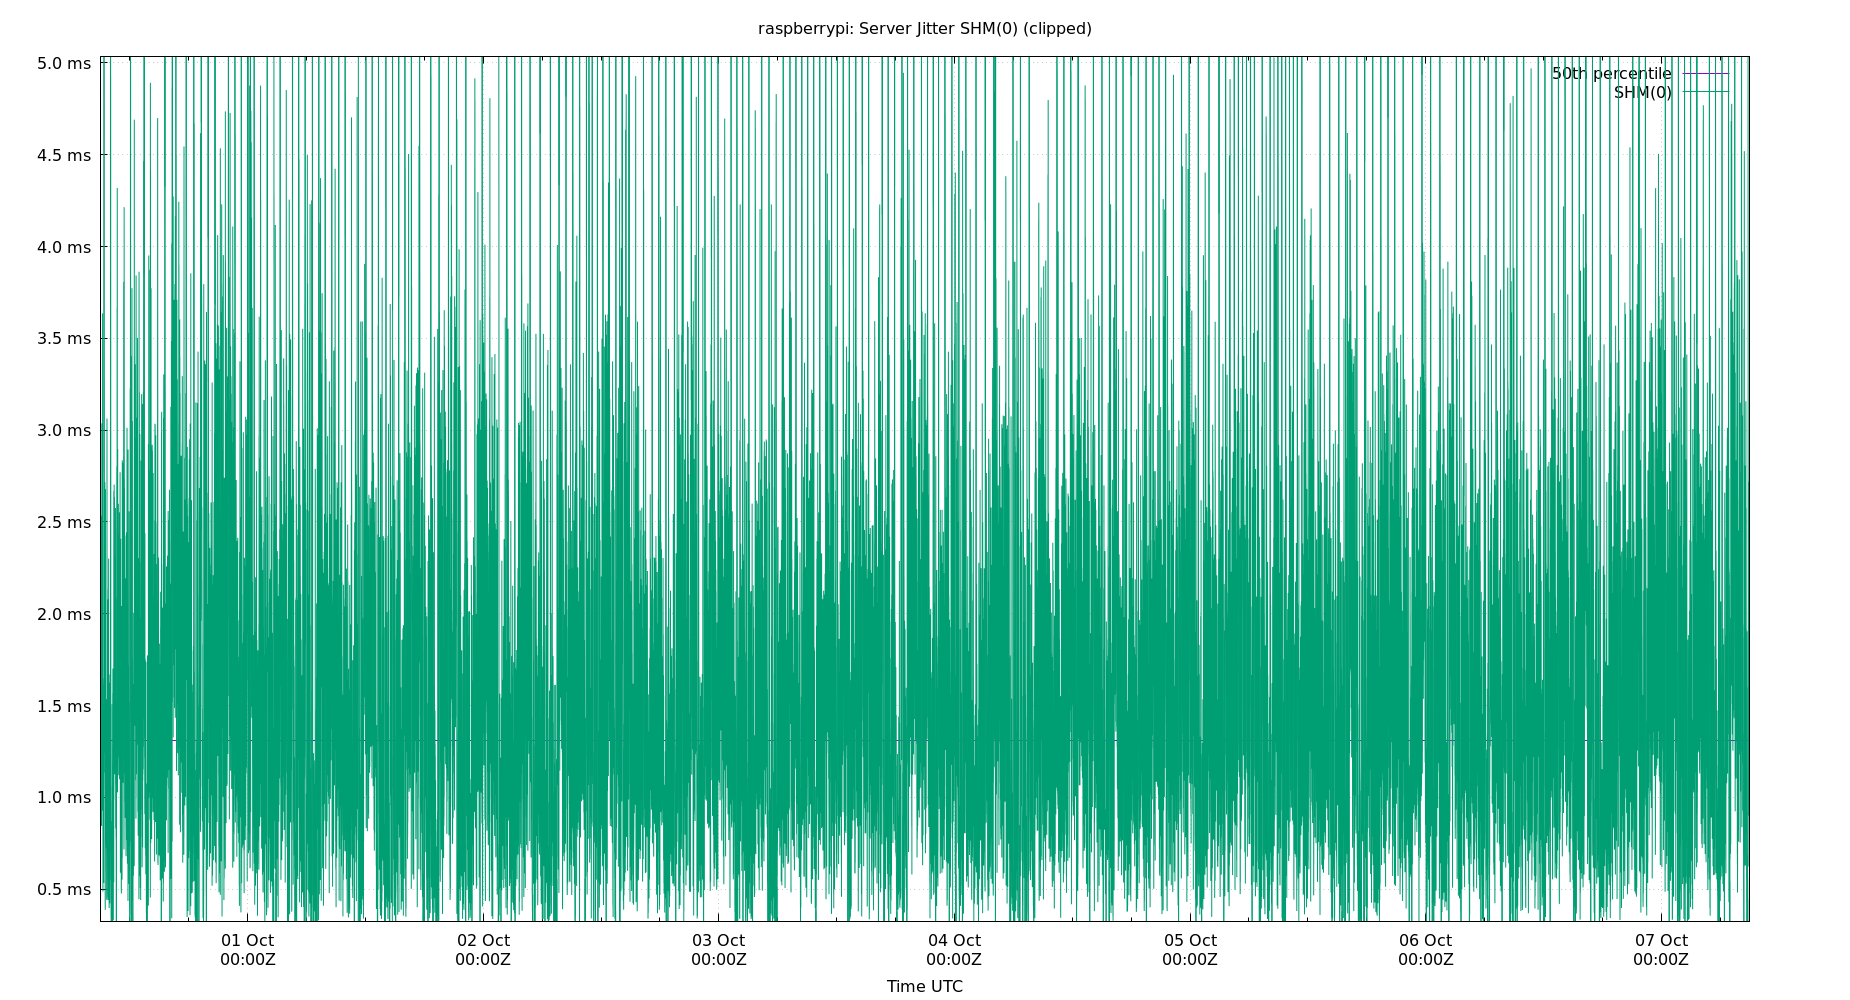 raspberrypi: Server Jitter SHM(0) (clipped)
5.0 ms
50th percentile
SHM(0)
4.5 ms
4.0 ms
3.5 ms
3.0 ms
2.5 ms
2.0 ms
1.5 ms
1.0 ms
0.5 ms
01 Oct 02 Oct 03 Oct 04 Oct 05 Oct 06 Oct 07 Oct
00:00Z 00:00Z 00:00Z 00:00Z 00:00Z 00:00Z 00:00Z
Time UTC